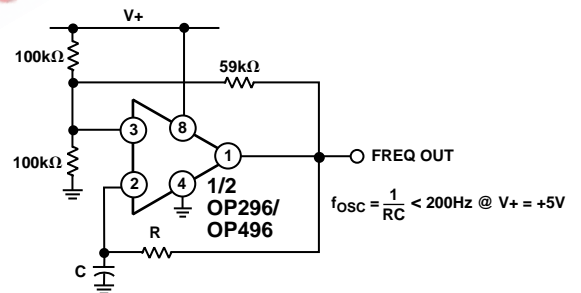 V+
100kΩ
59kΩ
3
8
100kΩ
1
FREQ OUT
2
4
1/2
OP296/
OP496
fOSC = 1/RC < 200Hz @ V+ = +5V
R
C